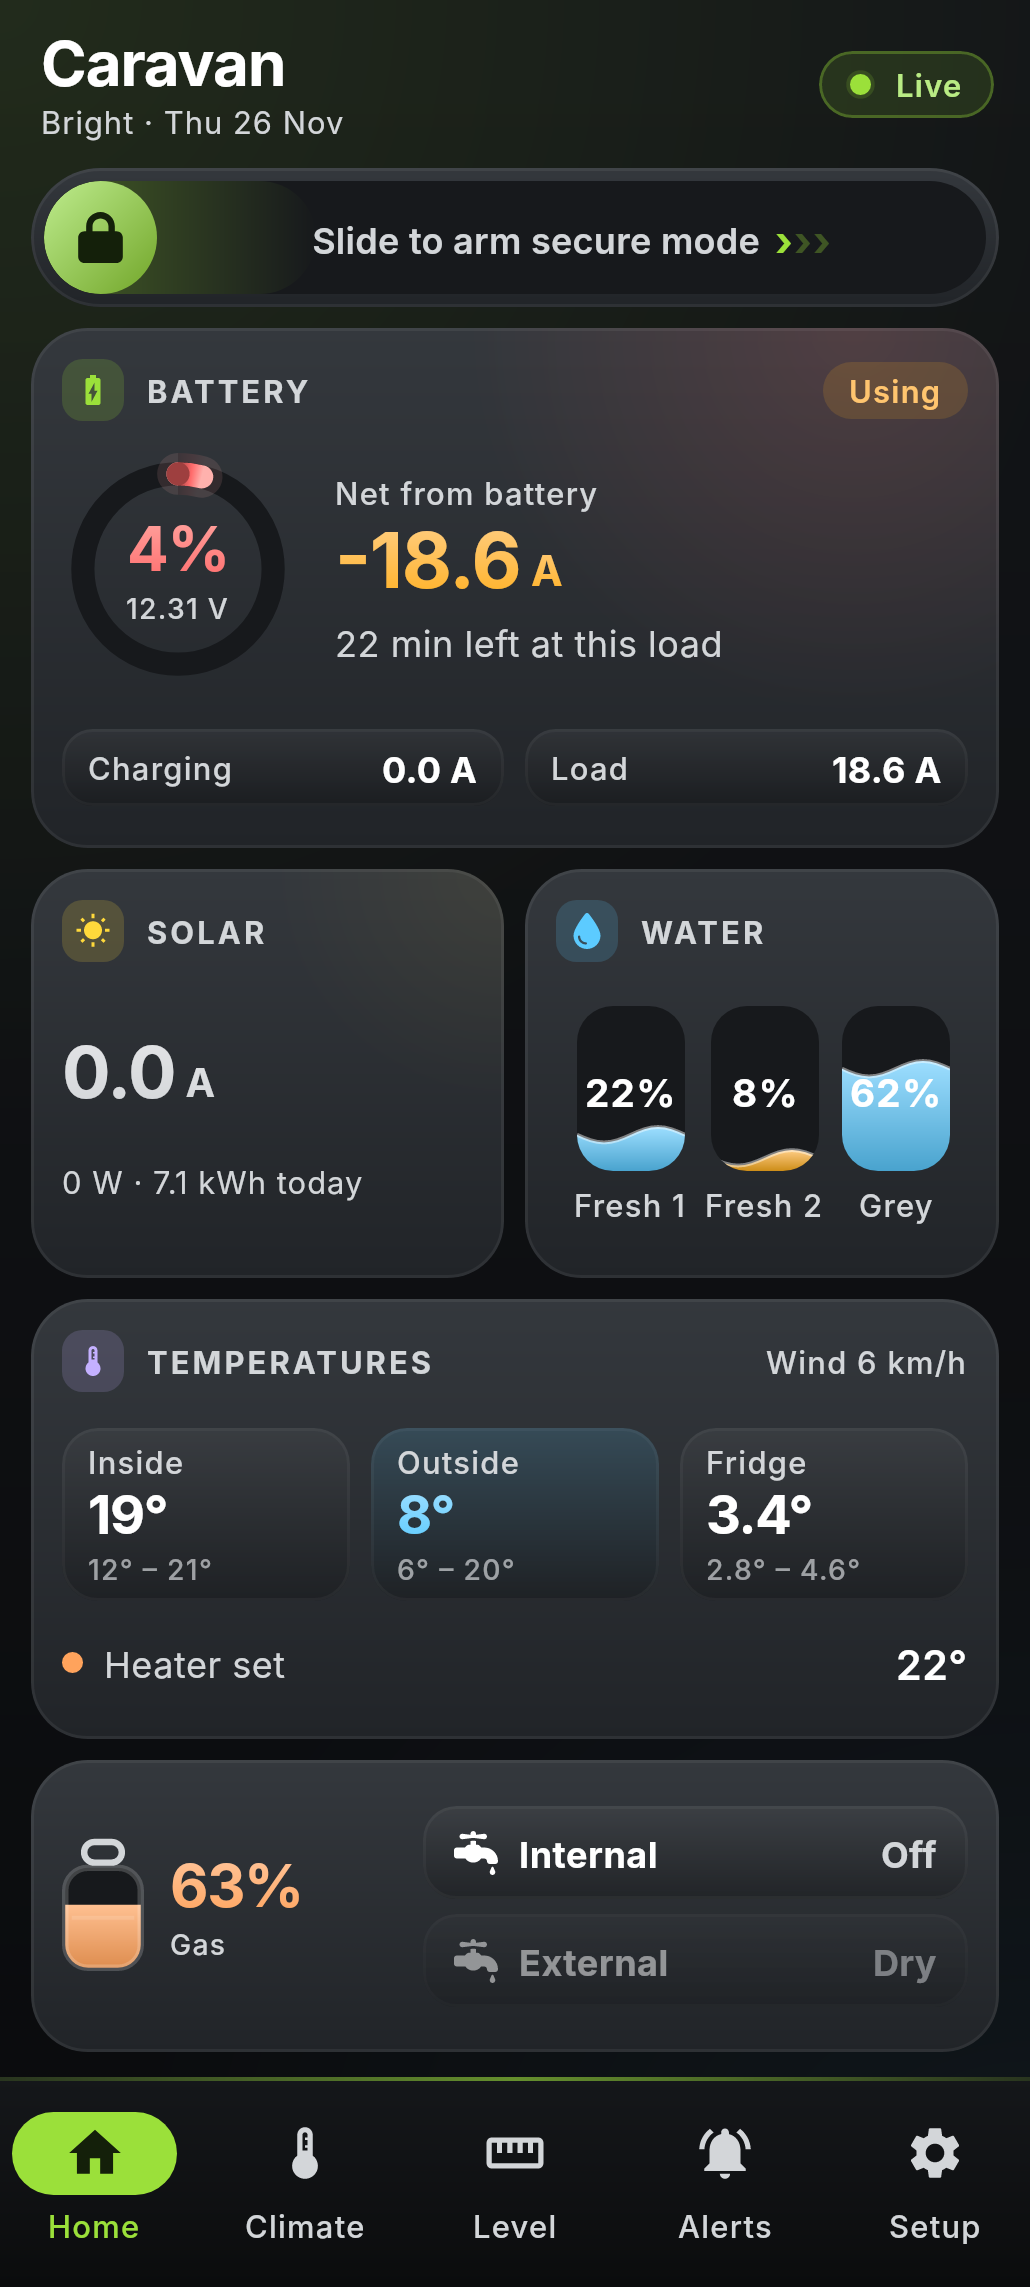 Caravan
Live
Bright · Thu 26 Nov
Slide to arm secure mode
BATTERY
Using
4%
12.31 V
Net from battery
-18.6 A
22 min left at this load
Charging 0.0 A
Load 18.6 A
SOLAR
0.0 A
0 W · 7.1 kWh today
WATER
22% 8% 62%
Fresh 1 Fresh 2 Grey
TEMPERATURES
Wind 6 km/h
Inside
19°
12° – 21°
Outside
8°
6° – 20°
Fridge
3.4°
2.8° – 4.6°
Heater set 22°
63%
Gas
Internal Off
External Dry
Home Climate Level Alerts Setup